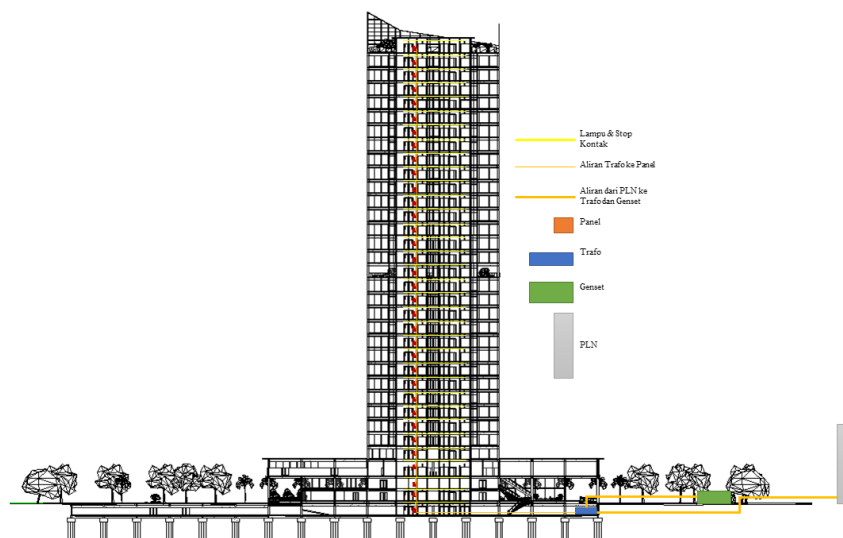 Lampu & Stop
Kontak
Aliran Trafo ke Panel
Aliran dari PLN ke
Trafo dan Genset
Panel
Trafo
Genset
PLN